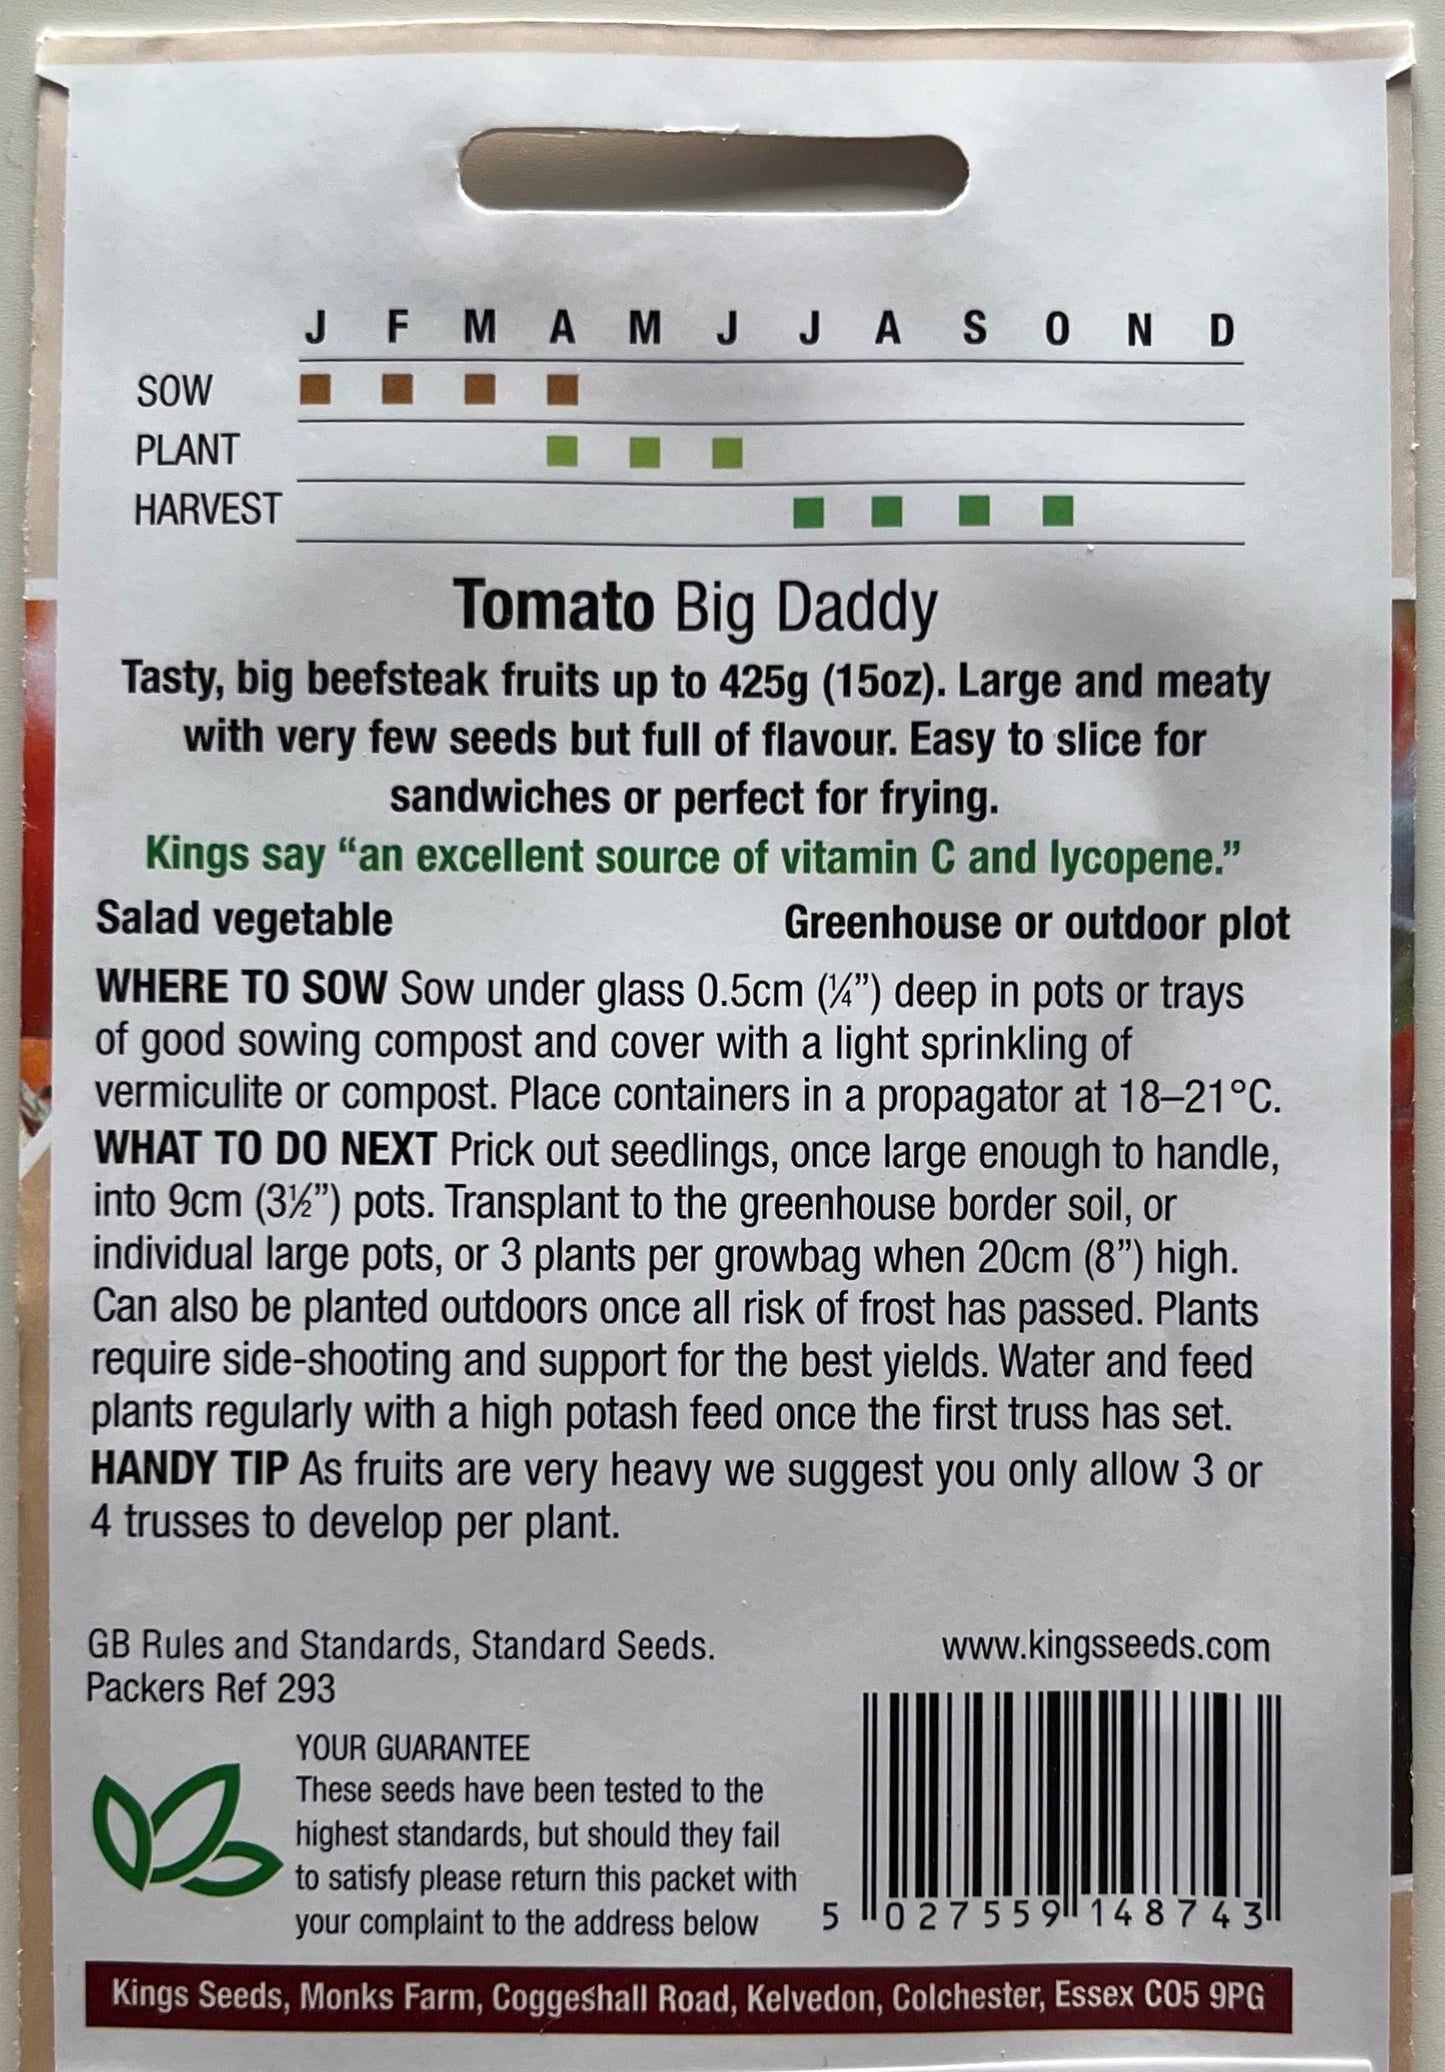 J F M A M J J A S O N D
SOW
PLANT
HARVEST
Tomato Big Daddy
Tasty, big beefsteak fruits up to 425g (15oz). Large and meaty
with very few seeds but full of flavour. Easy to slice for
sandwiches or perfect for frying.
Kings say “an excellent source of vitamin C and lycopene.”
Salad vegetable Greenhouse or outdoor plot
WHERE TO SOW Sow under glass 0.5cm (¼”) deep in pots or trays
of good sowing compost and cover with a light sprinkling of
vermiculite or compost. Place containers in a propagator at 18–21°C.
WHAT TO DO NEXT Prick out seedlings, once large enough to handle,
into 9cm (3½”) pots. Transplant to the greenhouse border soil, or
individual large pots, or 3 plants per growbag when 20cm (8”) high.
Can also be planted outdoors once all risk of frost has passed. Plants
require side-shooting and support for the best yields. Water and feed
plants regularly with a high potash feed once the first truss has set.
HANDY TIP As fruits are very heavy we suggest you only allow 3 or
4 trusses to develop per plant.
GB Rules and Standards, Standard Seeds.
Packers Ref 293
www.kingsseeds.com
YOUR GUARANTEE
These seeds have been tested to the
highest standards, but should they fail
to satisfy please return this packet with
your complaint to the address below
5 027559 148743
Kings Seeds, Monks Farm, Coggeshall Road, Kelvedon, Colchester, Essex CO5 9PG